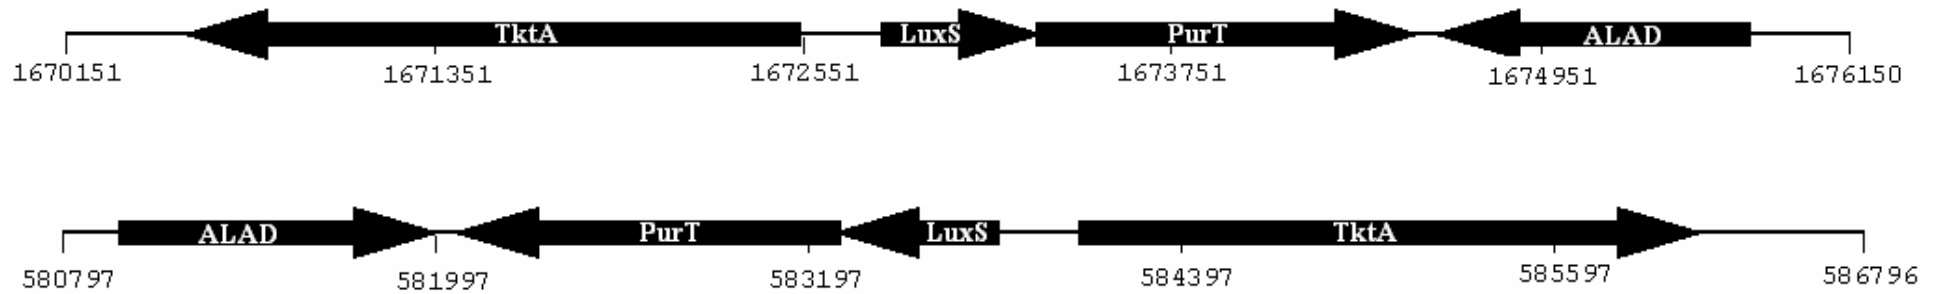 TktA LuxS PurT ALAD
1670151 1671351 1672551 1673751 1674951 1676150
ALAD PurT LuxS TktA
580797 581997 583197 584397 585597 586796